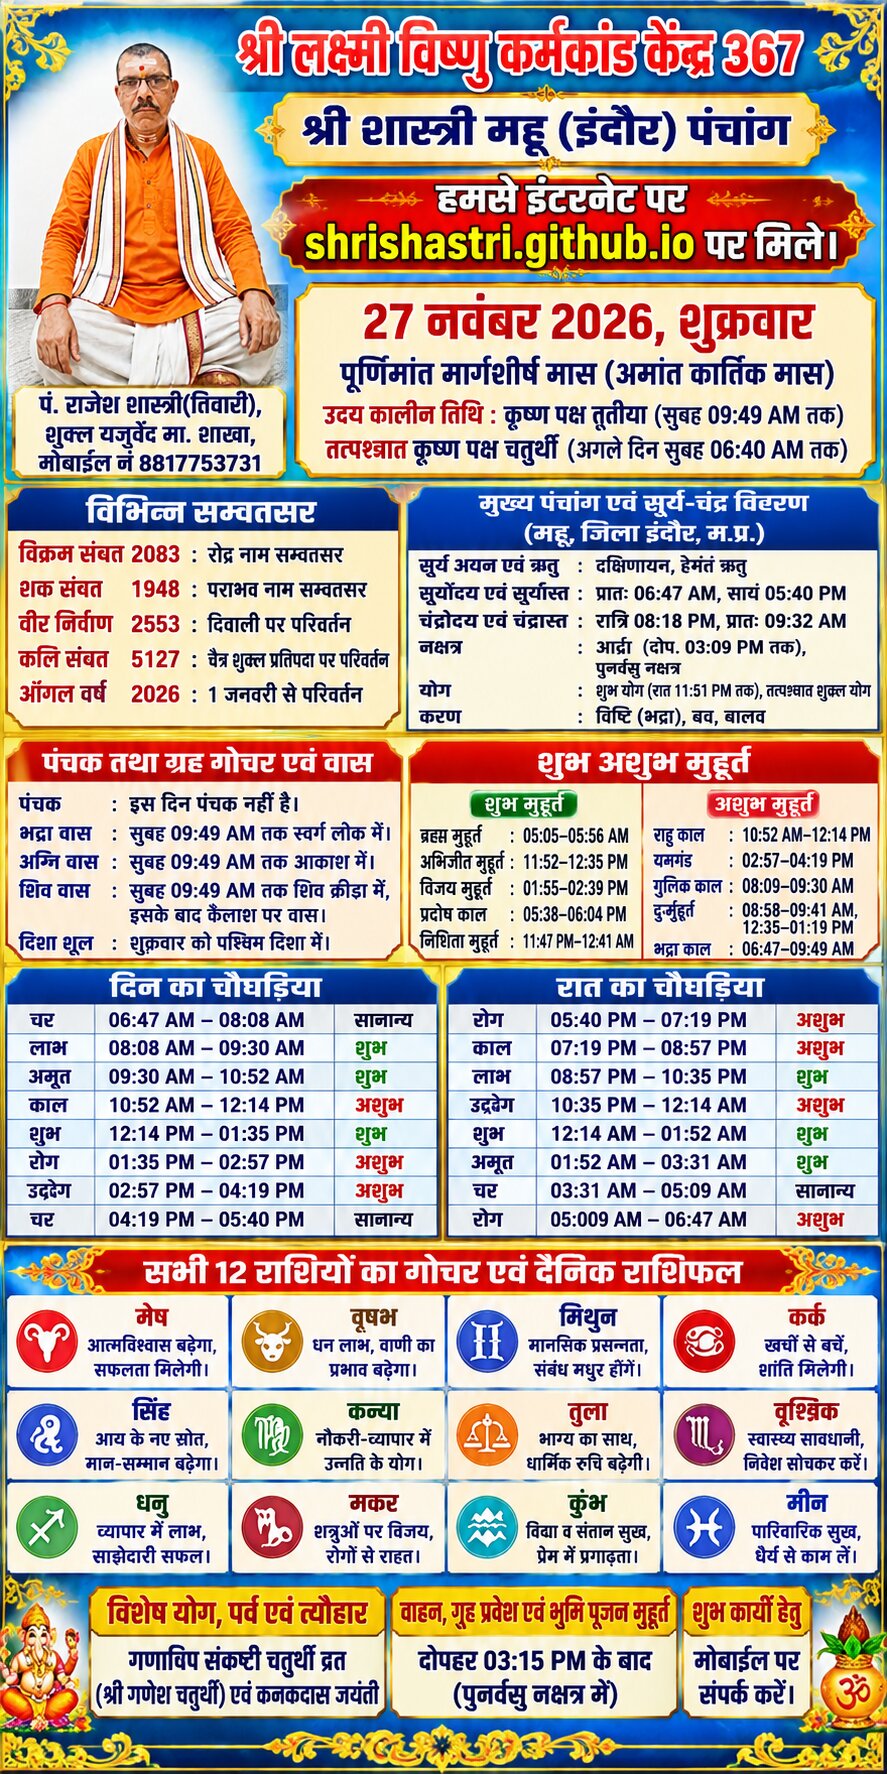 श्री लक्ष्मी विष्णु कर्मकांड केंद्र 367
श्री शास्त्री महू (इंदौर) पंचांग
हमसे इंटरनेट पर
shrishastri.github.io पर मिले।
27 नवंबर 2026, शुक्रवार
पूर्णिमांत मार्गशीर्ष मास (अमांत कार्तिक मास)
उदय कालीन तिथि : कृष्ण पक्ष तृतीया (सुबह 09:49 AM तक)
तत्पश्चात कृष्ण पक्ष चतुर्थी (अगले दिन सुबह 06:40 AM तक)
पं. राजेश शास्त्री(तिवारी),
शुक्ल यजुर्वेद मा. शाखा,
मोबाईल नं 8817753731
विभिन्न सम्वतसर
विक्रम संबत 2083 : रोद्र नाम सम्वतसर
शक संबत 1948 : पराभव नाम सम्वतसर
वीर निर्वाण 2553 : दिवाली पर परिवर्तन
कलि संबत 5127 : चैत्र शुक्ल प्रतिपदा पर परिवर्तन
ऑंगल वर्ष 2026 : 1 जनवरी से परिवर्तन
मुख्य पंचांग एवं सूर्य-चंद्र विवरण
(महू, जिला इंदौर, म.प्र.)
सूर्य अयन एवं ऋतु : दक्षिणायन, हेमंतं ऋतु
सूर्योदय एवं सूर्यास्त : प्रातः 06:47 AM, सायं 05:40 PM
चंद्रोदय एवं चंद्रास्त : रात्रि 08:18 PM, प्रातः 09:32 AM
नक्षत्र : आर्द्रा (दोप. 03:09 PM तक),
पुनर्वसु नक्षत्र
योग : शुभ योग (रात 11:51 PM तक), तत्पश्चात शुक्ल योग
करण : विष्टि (भद्रा), बव, बालव
पंचक तथा ग्रह गोचर एवं वास
पंचक : इस दिन पंचक नहीं है।
भद्रा वास : सुबह 09:49 AM तक स्वर्ग लोक में।
अग्नि वास : सुबह 09:49 AM तक आकाश में।
शिव वास : सुबह 09:49 AM तक शिव क्रीड़ा में,
इसके बाद कैलाश पर वास।
दिशा शूल : शुक्रवार को पश्चिम दिशा में।
शुभ अशुभ मुहूर्त
शुभ मुहूर्त
ब्रह्म मुहूर्त : 05:05–05:56 AM
अभिजीत मुहूर्त : 11:52–12:35 PM
विजय मुहूर्त : 01:55–02:39 PM
प्रदोष काल : 05:38–06:04 PM
निशिता मुहूर्त : 11:47 PM–12:41 AM
अशुभ मुहूर्त
राहु काल : 10:52 AM–12:14 PM
यमगंड : 02:57–04:19 PM
गुलिक काल : 08:09–09:30 AM
दुर्मुहूर्त : 08:58–09:41 AM,
12:35–01:19 PM
भद्रा काल : 06:47–09:49 AM
दिन का चौघड़िया
चर 06:47 AM – 08:08 AM सानान्य
लाभ 08:08 AM – 09:30 AM शुभ
अमृत 09:30 AM – 10:52 AM शुभ
काल 10:52 AM – 12:14 PM अशुभ
शुभ 12:14 PM – 01:35 PM शुभ
रोग 01:35 PM – 02:57 PM अशुभ
उद्देग 02:57 PM – 04:19 PM अशुभ
चर 04:19 PM – 05:40 PM सानान्य
रात का चौघड़िया
रोग 05:40 PM – 07:19 PM अशुभ
काल 07:19 PM – 08:57 PM अशुभ
लाभ 08:57 PM – 10:35 PM शुभ
उद्देग 10:35 PM – 12:14 AM अशुभ
शुभ 12:14 AM – 01:52 AM शुभ
अमृत 01:52 AM – 03:31 AM शुभ
चर 03:31 AM – 05:09 AM सानान्य
रोग 05:009 AM – 06:47 AM अशुभ
सभी 12 राशियों का गोचर एवं दैनिक राशिफल
मेष
आत्मविश्वास बढ़ेगा,
सफलता मिलेगी।
वृषभ
धन लाभ, वाणी का
प्रभाव बढ़ेगा।
मिथुन
मानसिक प्रसन्नता,
संबंध मधुर होंगें।
कर्क
खर्चों से बचें,
शांति मिलेगी।
सिंह
आय के नए स्रोत,
मान-सम्मान बढ़ेगा।
कन्या
नौकरी-व्यापार में
उन्नति के योग।
तुला
भाग्य का साथ,
धार्मिक रुचि बढ़ेगी।
वृश्चिक
स्वास्थ्य सावधानी,
निवेश सोचकर करें।
धनु
व्यापार में लाभ,
साझेदारी सफल।
मकर
शत्रुओं पर विजय,
रोगों से राहत।
कुंभ
विद्या व संतान सुख,
प्रेम में प्रगाढ़ता।
मीन
पारिवारिक सुख,
धैर्य से काम लें।
विशेष योग, पर्व एवं त्यौहार
गणाविप संकष्टी चतुर्थी व्रत
(श्री गणेश चतुर्थी) एवं कनकदास जयंती
वाहन, गृह प्रवेश एवं भुमि पूजन मुहूर्त
दोपहर 03:15 PM के बाद
(पुनर्वसु नक्षत्र में)
शुभ कार्यी हेतु
मोबाईल पर
संपर्क करें।
ॐ